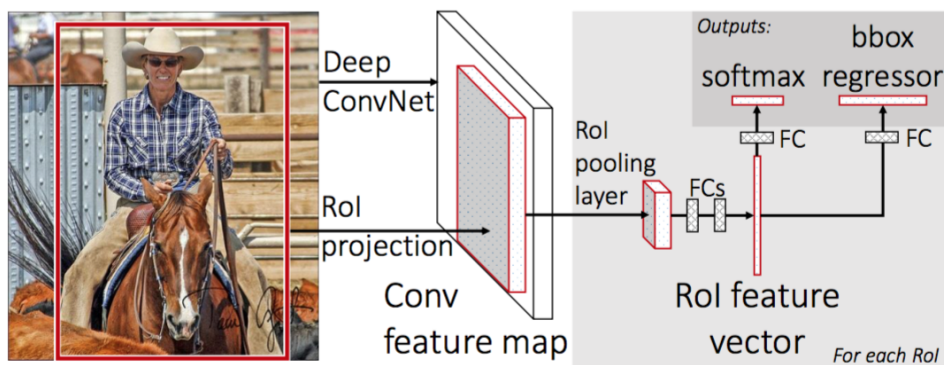 Deep
ConvNet
RoI
projection
Conv
feature map
RoI
pooling
layer
FCs
RoI feature
vector
For each RoI
Outputs:
softmax
bbox
regressor
FC
FC